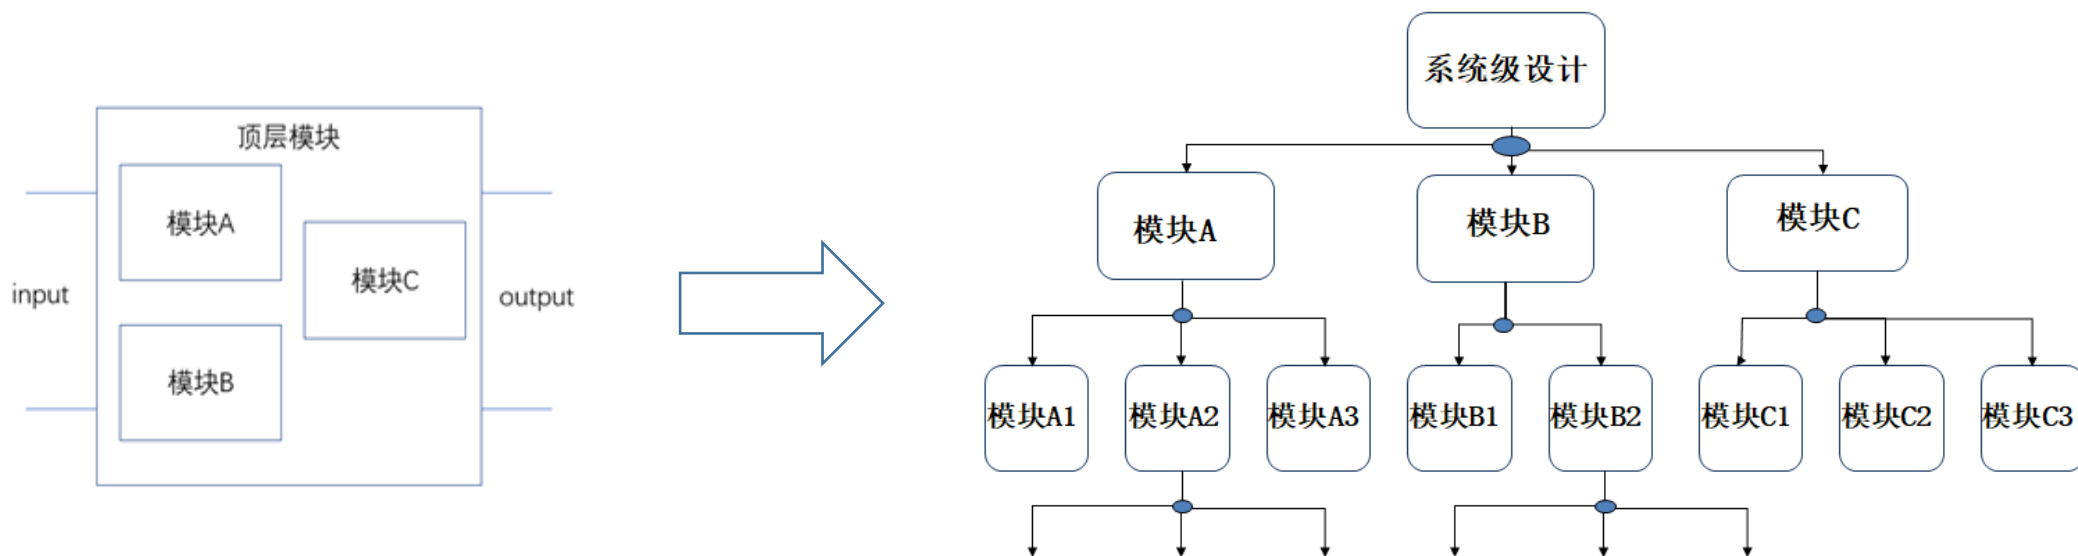 顶层模块
模块A
模块C
input
output
模块B
系统级设计
模块A
模块B
模块C
模块A1
模块A2
模块A3
模块B1
模块B2
模块C1
模块C2
模块C3